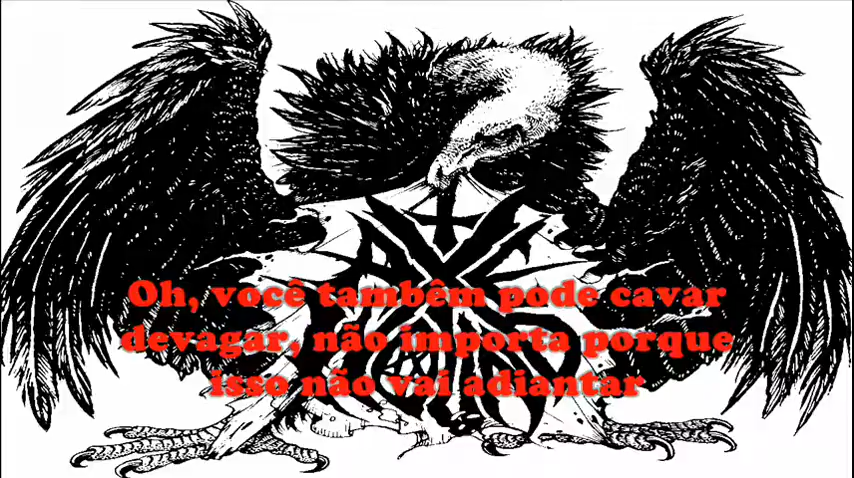 Oh, você também pode cavar
devagar, não importa porque
isso não vai adiantar